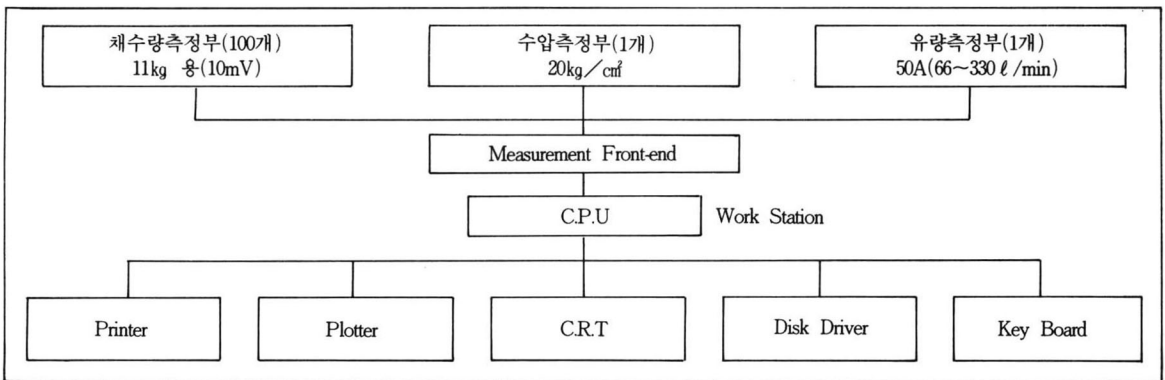 채수량측정부(100개)
11kg 용(10mV)
수압측정부(1개)
20kg/㎠
유량측정부(1개)
50A(66~330ℓ/min)
Measurement Front-end
C.P.U
Work Station
Printer
Plotter
C.R.T
Disk Driver
Key Board